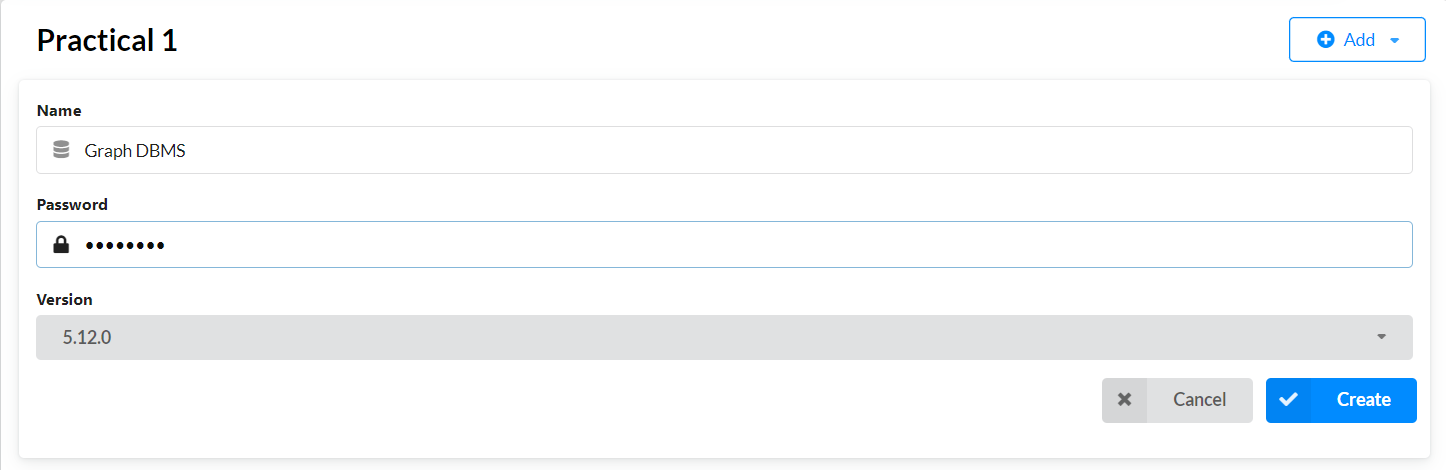 Practical 1
Add
Name
Graph DBMS
Password
••••••••
Version
5.12.0
Cancel
Create